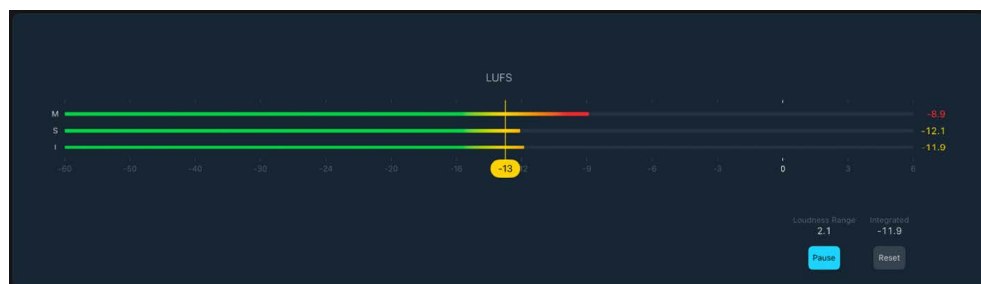 LUFS
M -8.9
S -12.1
I -11.9
-60 -50 -40 -30 -24 -20 -16 -13 -9 -6 -3 0 3 6
Loudness Range Integrated
2.1 -11.9
Pause Reset